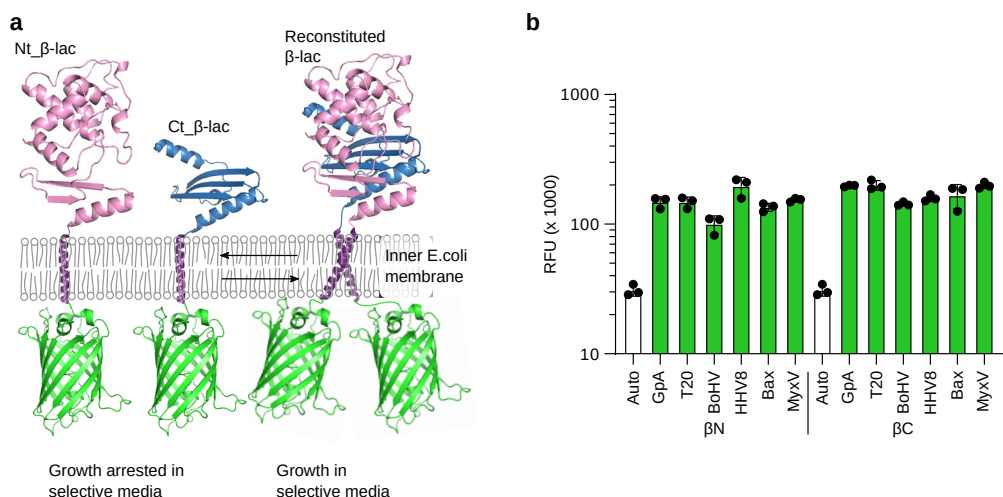 a
Nt_β-lac
Ct_β-lac
Reconstituted
β-lac
Inner E.coli
membrane
Growth arrested in
selective media
Growth in
selective media
b
RFU (x 1000)
1000
100
10
Auto
GpA
T20
BoHV
HHV8
Bax
MyxV
Auto
GpA
T20
BoHV
HHV8
Bax
MyxV
βN
βC